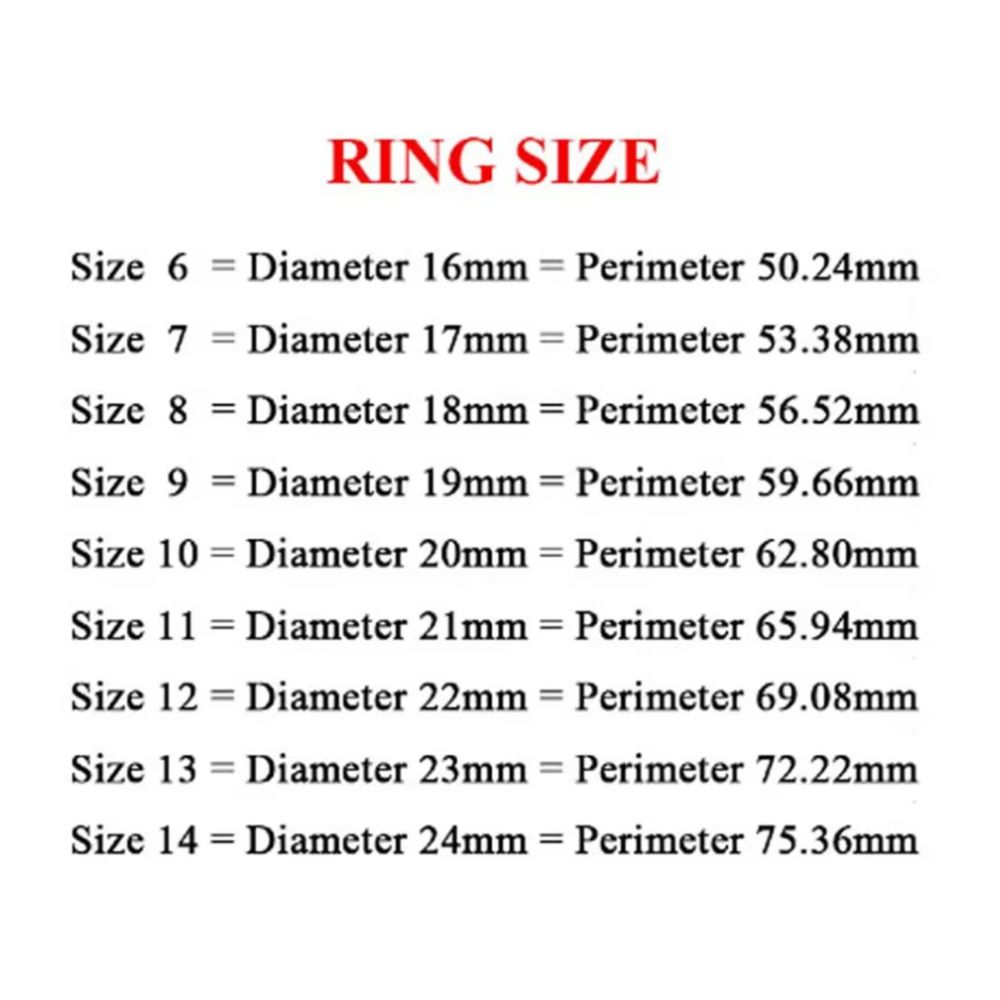 RING SIZE
Size 6 = Diameter 16mm = Perimeter 50.24mm
Size 7 = Diameter 17mm = Perimeter 53.38mm
Size 8 = Diameter 18mm = Perimeter 56.52mm
Size 9 = Diameter 19mm = Perimeter 59.66mm
Size 10 = Diameter 20mm = Perimeter 62.80mm
Size 11 = Diameter 21mm = Perimeter 65.94mm
Size 12 = Diameter 22mm = Perimeter 69.08mm
Size 13 = Diameter 23mm = Perimeter 72.22mm
Size 14 = Diameter 24mm = Perimeter 75.36mm